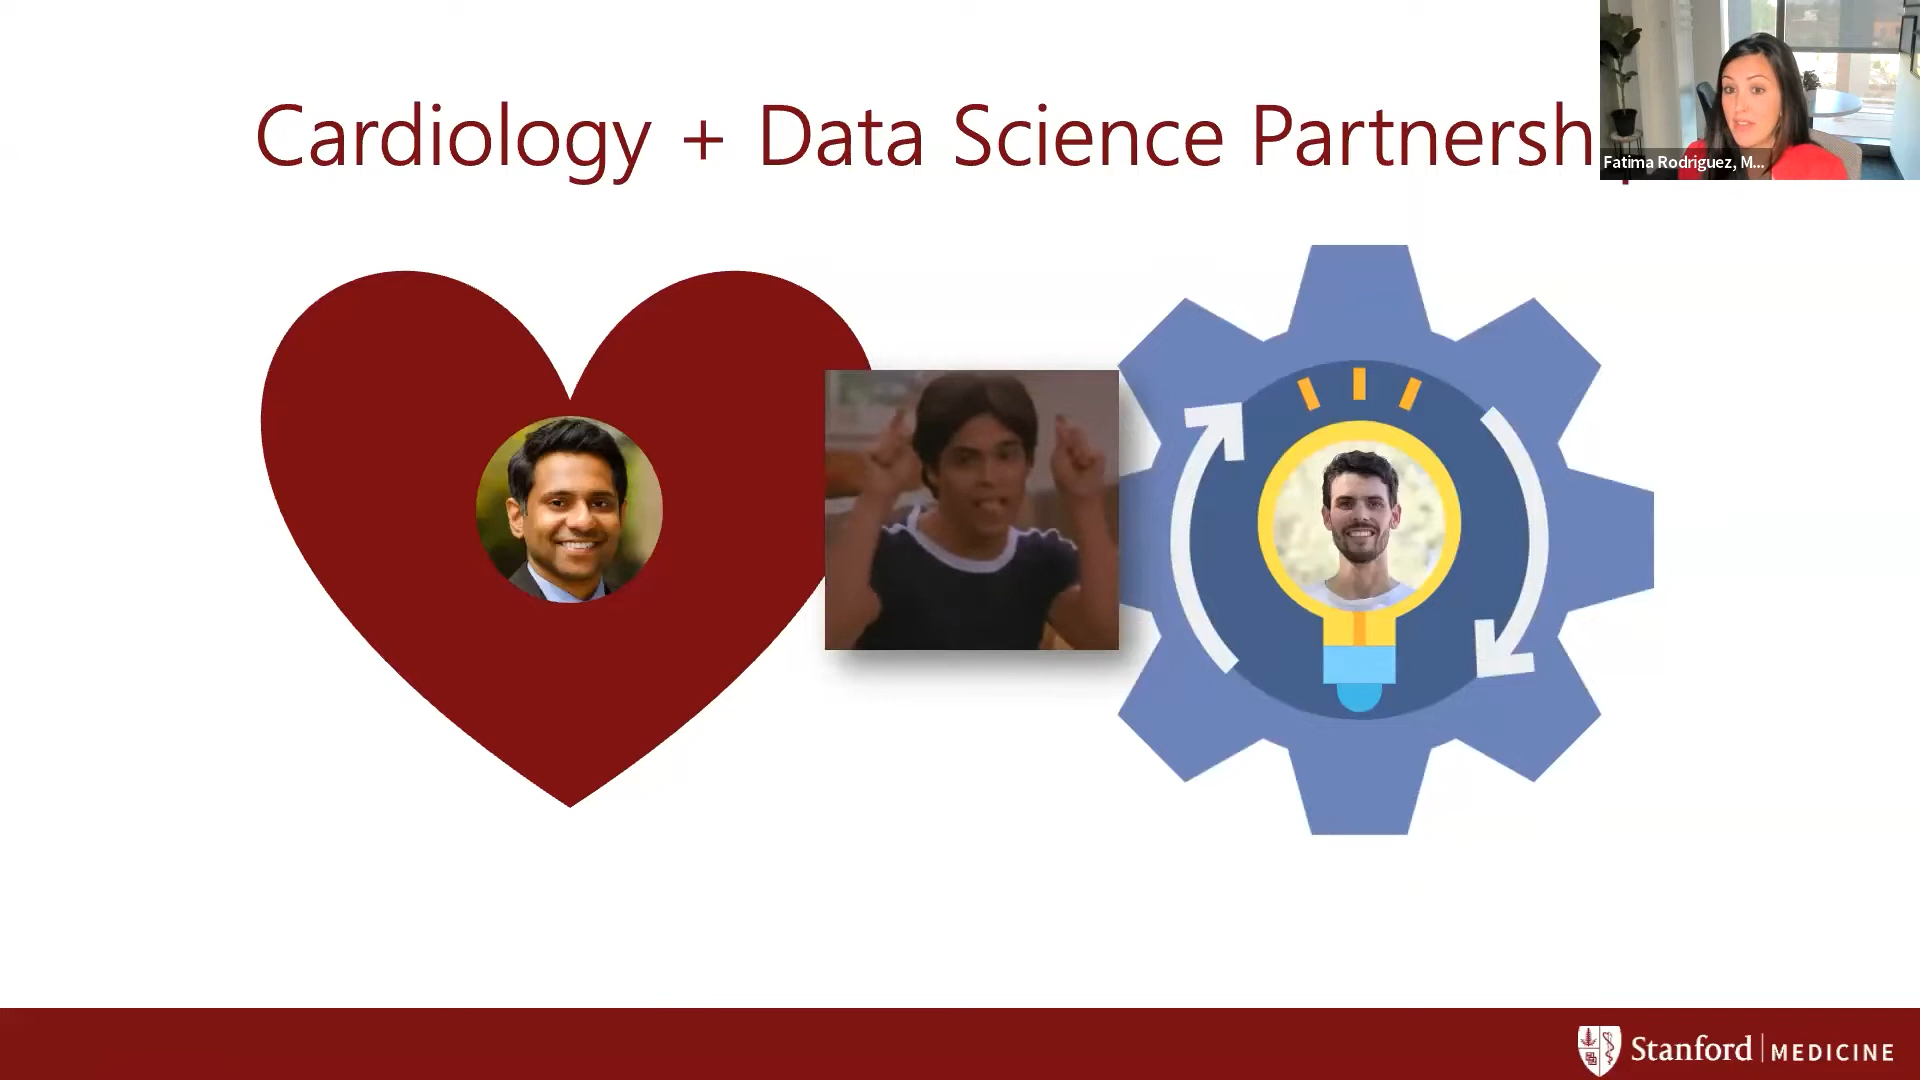 Cardiology + Data Science Partnersh
Fatima Rodriguez, M...
Stanford MEDICINE